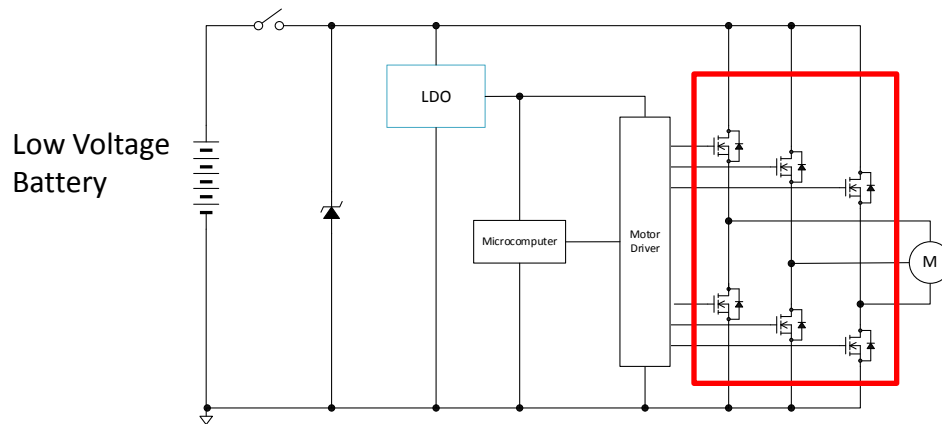 LDO
Low Voltage
Battery
Microcomputer
Motor
Driver
M